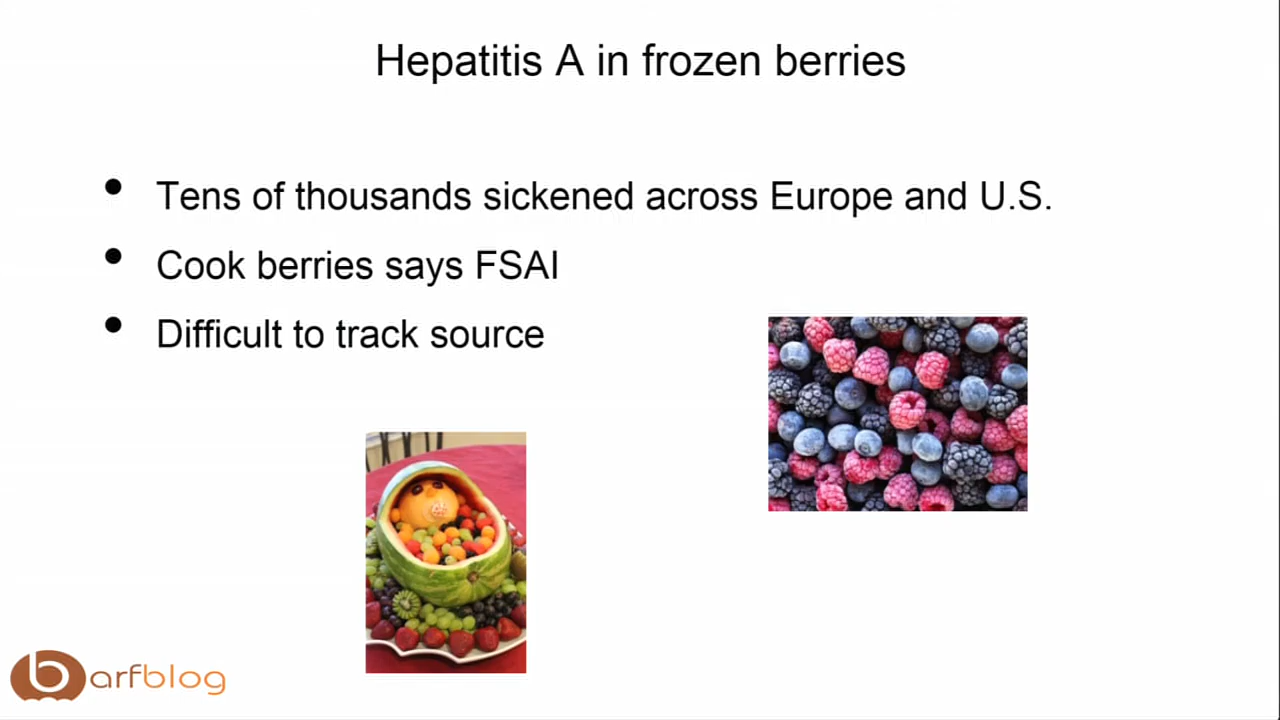 Hepatitis A in frozen berries
• Tens of thousands sickened across Europe and U.S.
• Cook berries says FSAI
• Difficult to track source
barfblog